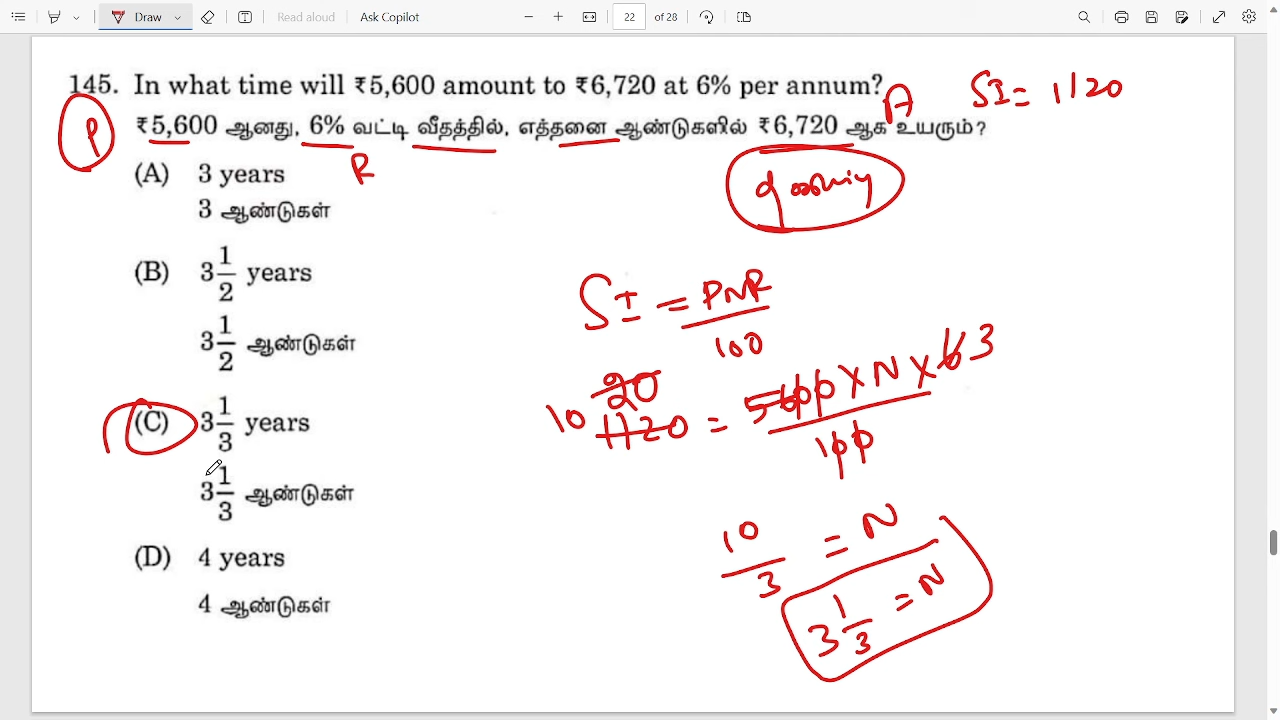 Draw
Read aloud
Ask Copilot
22 of 28
145. In what time will ₹5,600 amount to ₹6,720 at 6% per annum?
₹5,600 ஆனது, 6% வட்டி வீதத்தில், எத்தனை ஆண்டுகளில் ₹6,720 ஆக உயரும்?
P
R
A
SI = 1120
(A) 3 years
3 ஆண்டுகள்
(B) 3 1/2 years
3 1/2 ஆண்டுகள்
(C) 3 1/3 years
3 1/3 ஆண்டுகள்
(D) 4 years
4 ஆண்டுகள்
SI = PNR/100
20
10 1120 = 5600 X N X 6 3
100
10/3 = N
3 1/3 = N